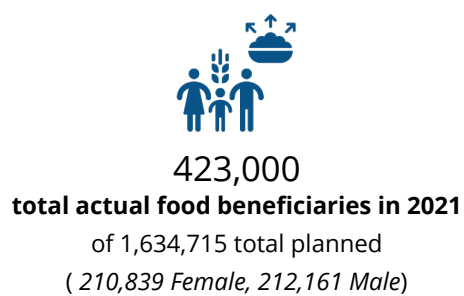 423,000
total actual food beneficiaries in 2021
of 1,634,715 total planned
( 210,839 Female, 212,161 Male)